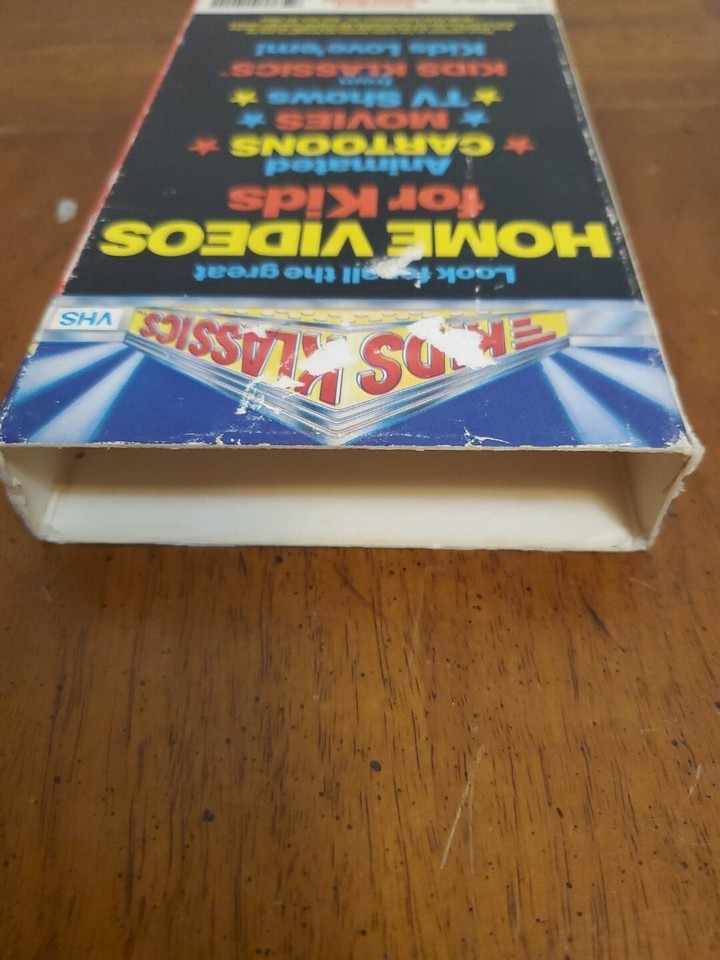 KIDS KLASSICS
VHS
Look for all the great
HOME VIDEOS
for Kids
Animated
CARTOONS
MOVIES
TV Shows
from
KIDS KLASSICS™
Kids Love'em!